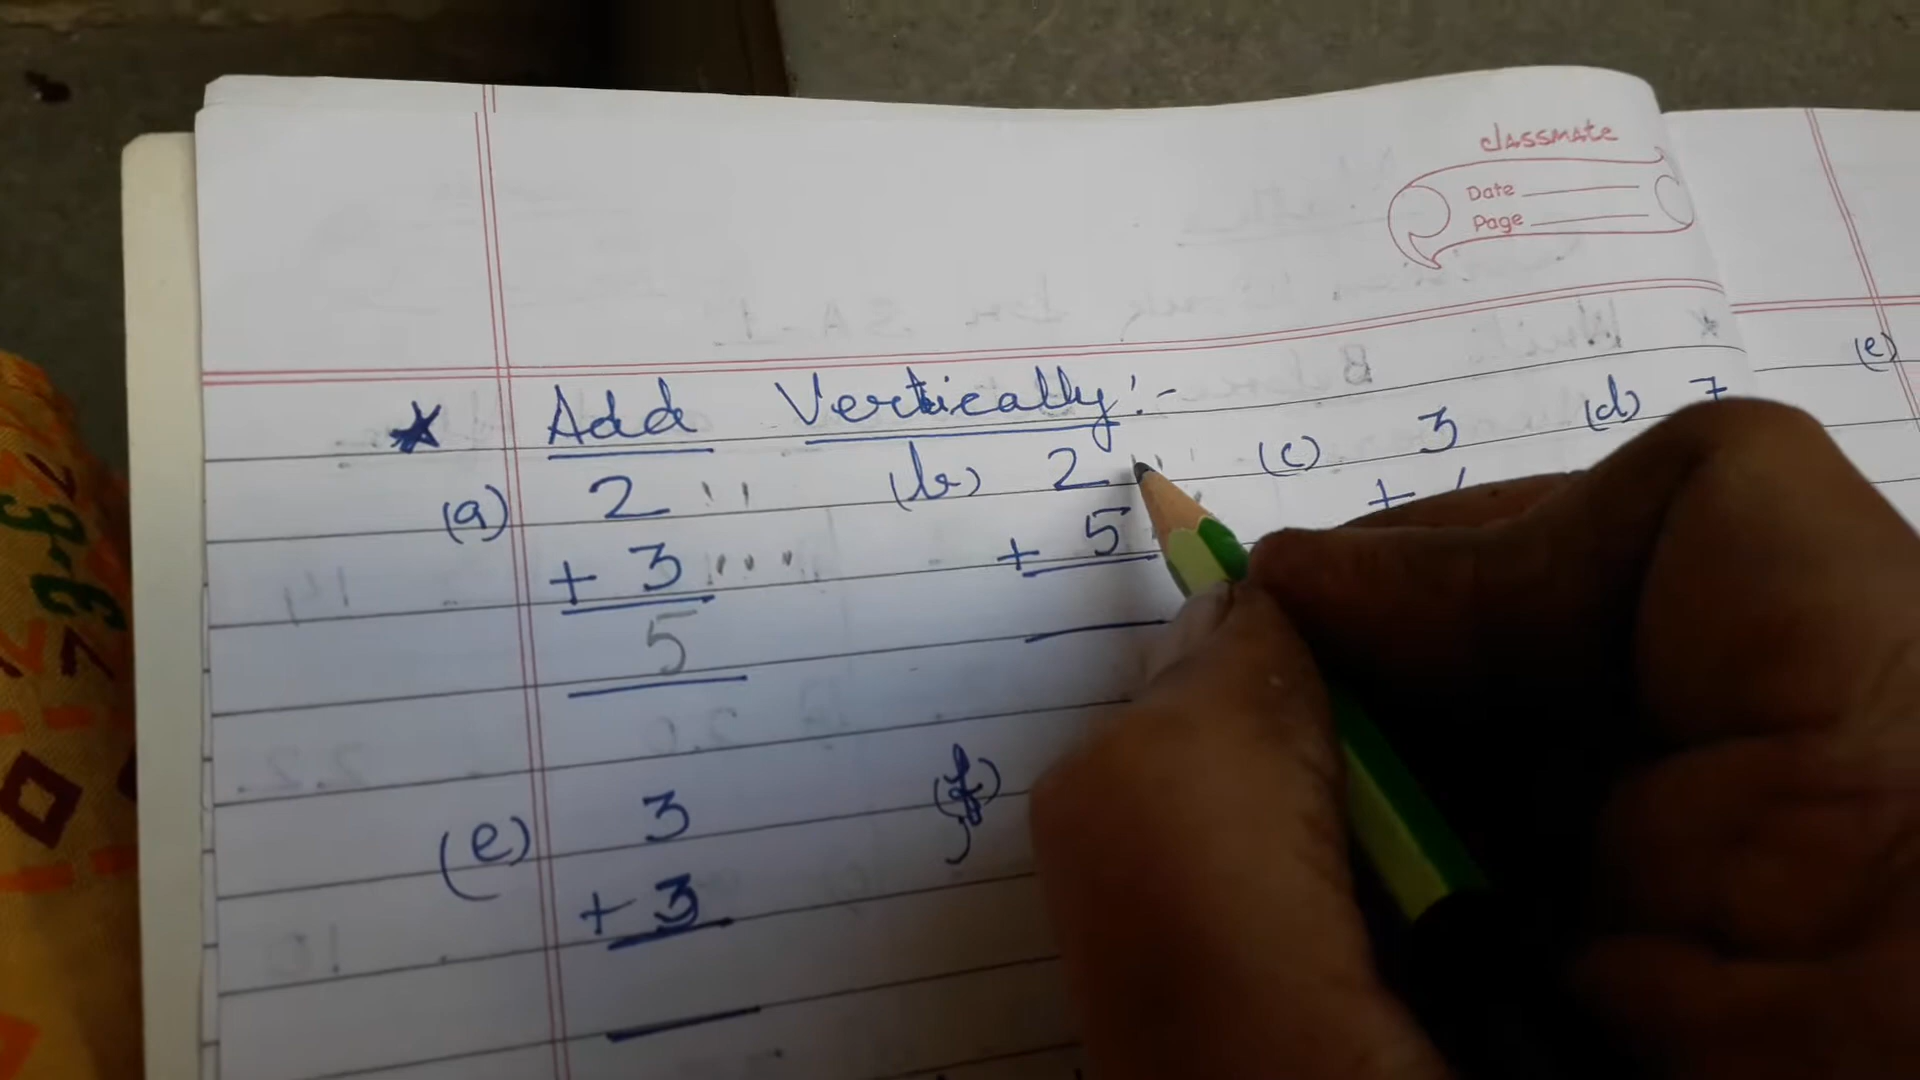 classmate
Date
Page
(e)
★ Add Vertically :-
(a) 2 (b) 2 (c) 3 (d) 7
+ 3 + 5 +
5
(e) 3 (f)
+ 3